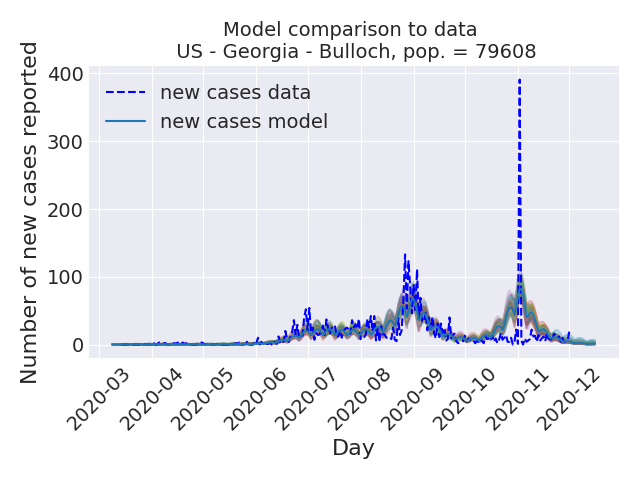 Model comparison to data
US - Georgia - Bulloch, pop. = 79608
Number of new cases reported
400
300
200
100
0
new cases data
new cases model
2020-03
2020-04
2020-05
2020-06
2020-07
2020-08
2020-09
2020-10
2020-11
2020-12
Day